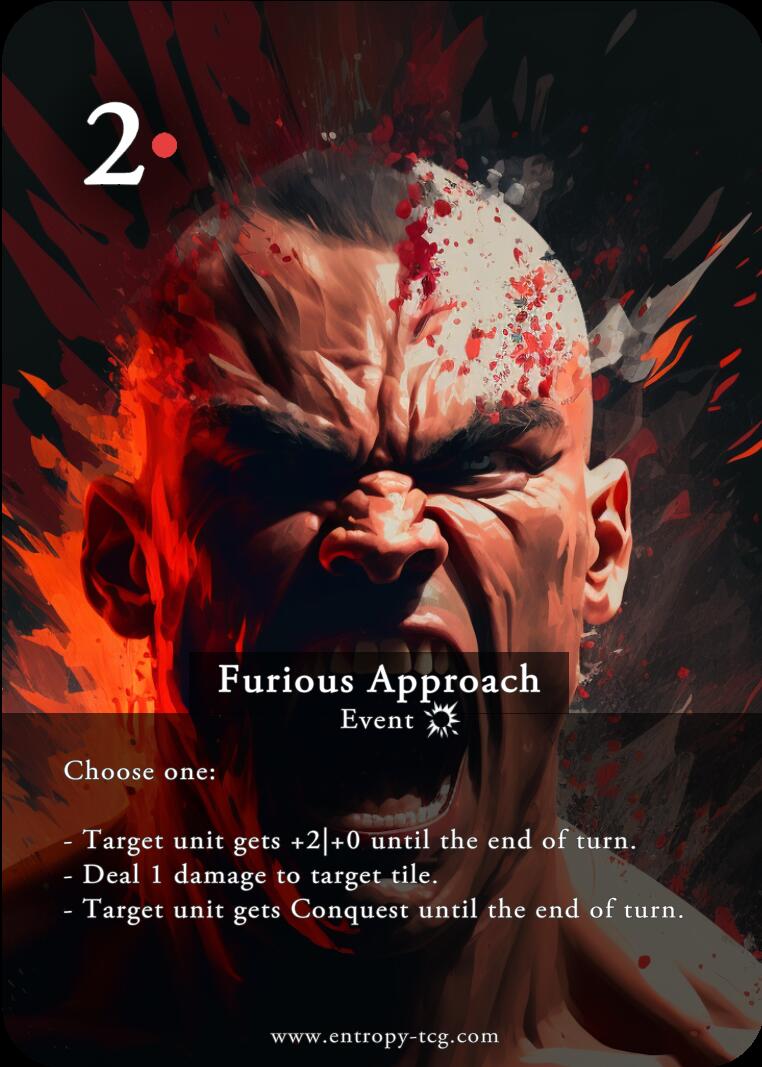 2
Furious Approach
Event
Choose one:
- Target unit gets +2|+0 until the end of turn.
- Deal 1 damage to target tile.
- Target unit gets Conquest until the end of turn.
www.entropy-tcg.com